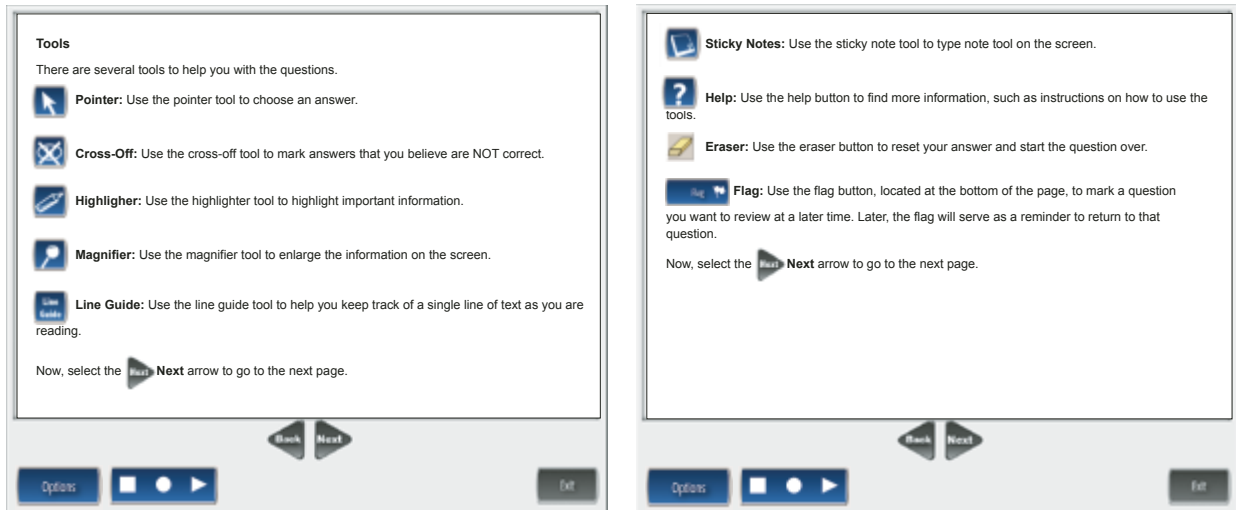 Tools
There are several tools to help you with the questions.
Pointer: Use the pointer tool to choose an answer.
Cross-Off: Use the cross-off tool to mark answers that you believe are NOT correct.
Highligher: Use the highlighter tool to highlight important information.
Magnifier: Use the magnifier tool to enlarge the information on the screen.
Line Guide
Line Guide: Use the line guide tool to help you keep track of a single line of text as you are
reading.
Now, select the Next Next arrow to go to the next page.
Back Next
Options Exit
Sticky Notes: Use the sticky note tool to type note tool on the screen.
? Help: Use the help button to find more information, such as instructions on how to use the
tools.
Eraser: Use the eraser button to reset your answer and start the question over.
Flag Flag: Use the flag button, located at the bottom of the page, to mark a question
you want to review at a later time. Later, the flag will serve as a reminder to return to that
question.
Now, select the Next Next arrow to go to the next page.
Back Next
Options Exit